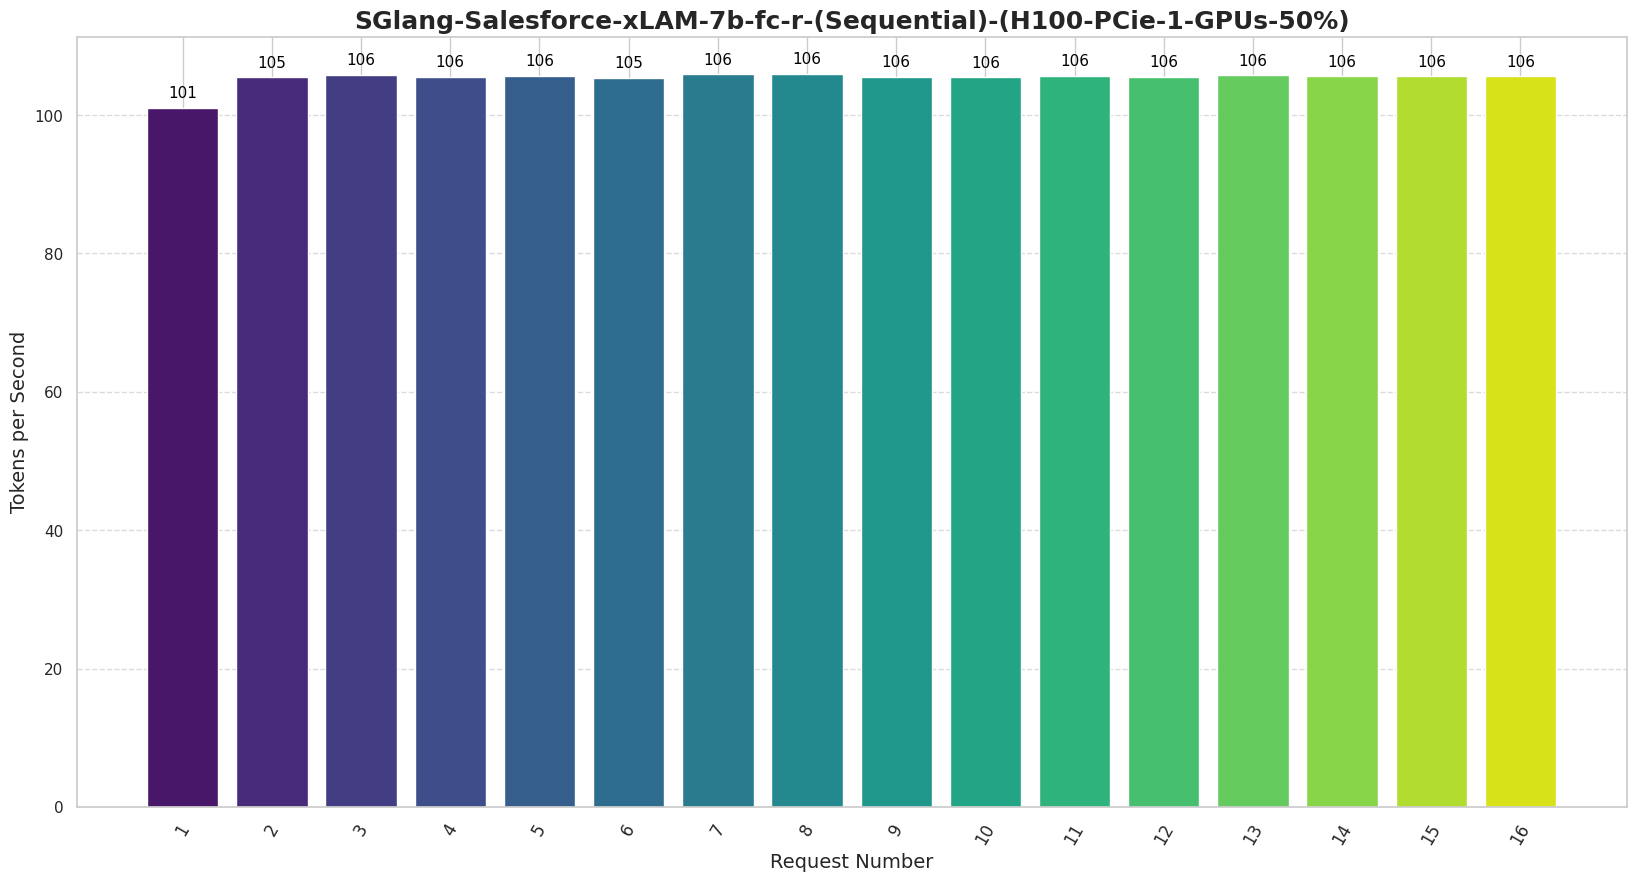 SGlang-Salesforce-xLAM-7b-fc-r-(Sequential)-(H100-PCie-1-GPUs-50%)
101 105 106 106 106 105 106 106 106 106 106 106 106 106 106 106
100
80
60
40
20
0
Tokens per Second
1 2 3 4 5 6 7 8 9 10 11 12 13 14 15 16
Request Number